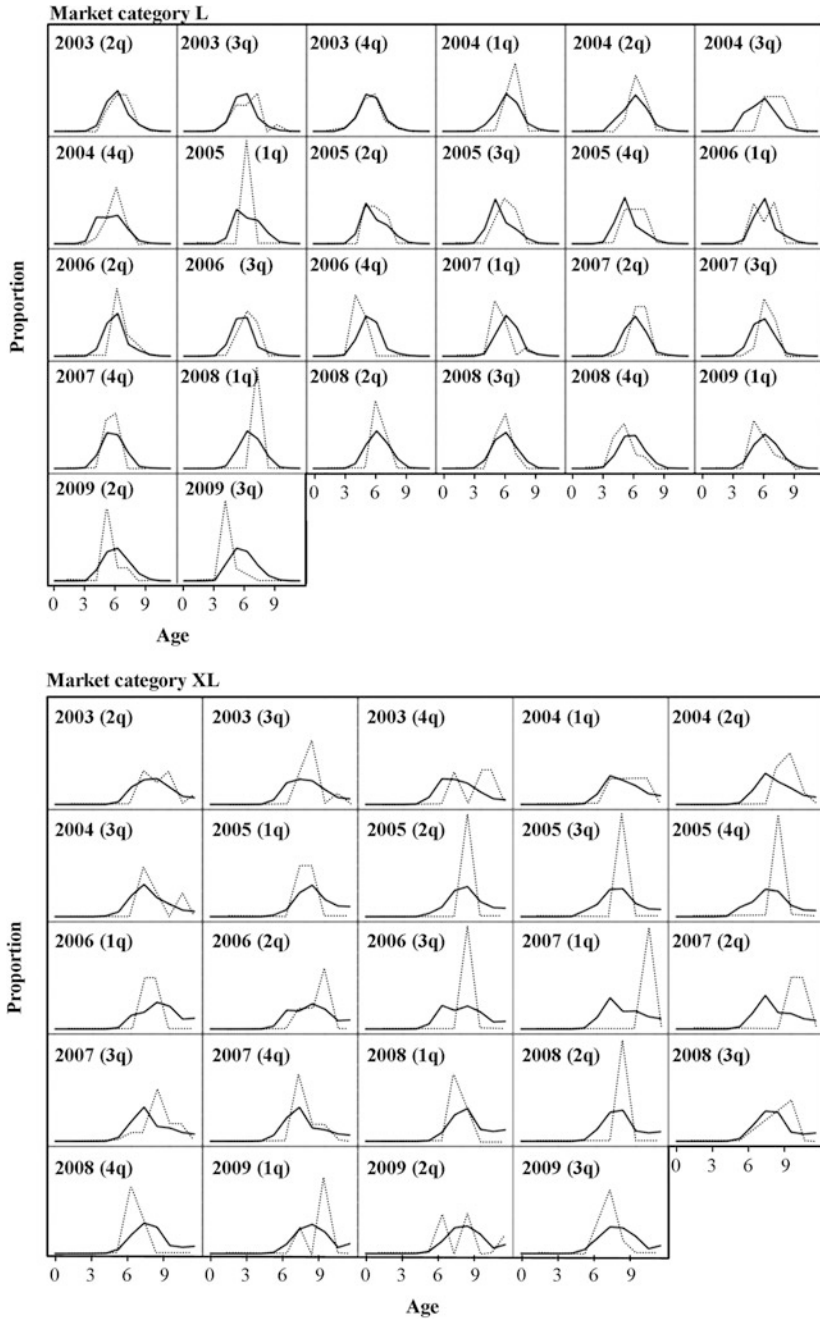 Market category L
2003 (2q) 2003 (3q) 2003 (4q) 2004 (1q) 2004 (2q) 2004 (3q)
2004 (4q) 2005 (1q) 2005 (2q) 2005 (3q) 2005 (4q) 2006 (1q)
2006 (2q) 2006 (3q) 2006 (4q) 2007 (1q) 2007 (2q) 2007 (3q)
Proportion
2007 (4q) 2008 (1q) 2008 (2q) 2008 (3q) 2008 (4q) 2009 (1q)
2009 (2q) 2009 (3q) 0 3 6 9 0 3 6 9 0 3 6 9 0 3 6 9
0 3 6 9 0 3 6 9
Age
Market category XL
2003 (2q) 2003 (3q) 2003 (4q) 2004 (1q) 2004 (2q)
2004 (3q) 2005 (1q) 2005 (2q) 2005 (3q) 2005 (4q)
2006 (1q) 2006 (2q) 2006 (3q) 2007 (1q) 2007 (2q)
Proportion
2007 (3q) 2007 (4q) 2008 (1q) 2008 (2q) 2008 (3q)
2008 (4q) 2009 (1q) 2009 (2q) 2009 (3q) 0 3 6 9
0 3 6 9 0 3 6 9 0 3 6 9 0 3 6 9
Age